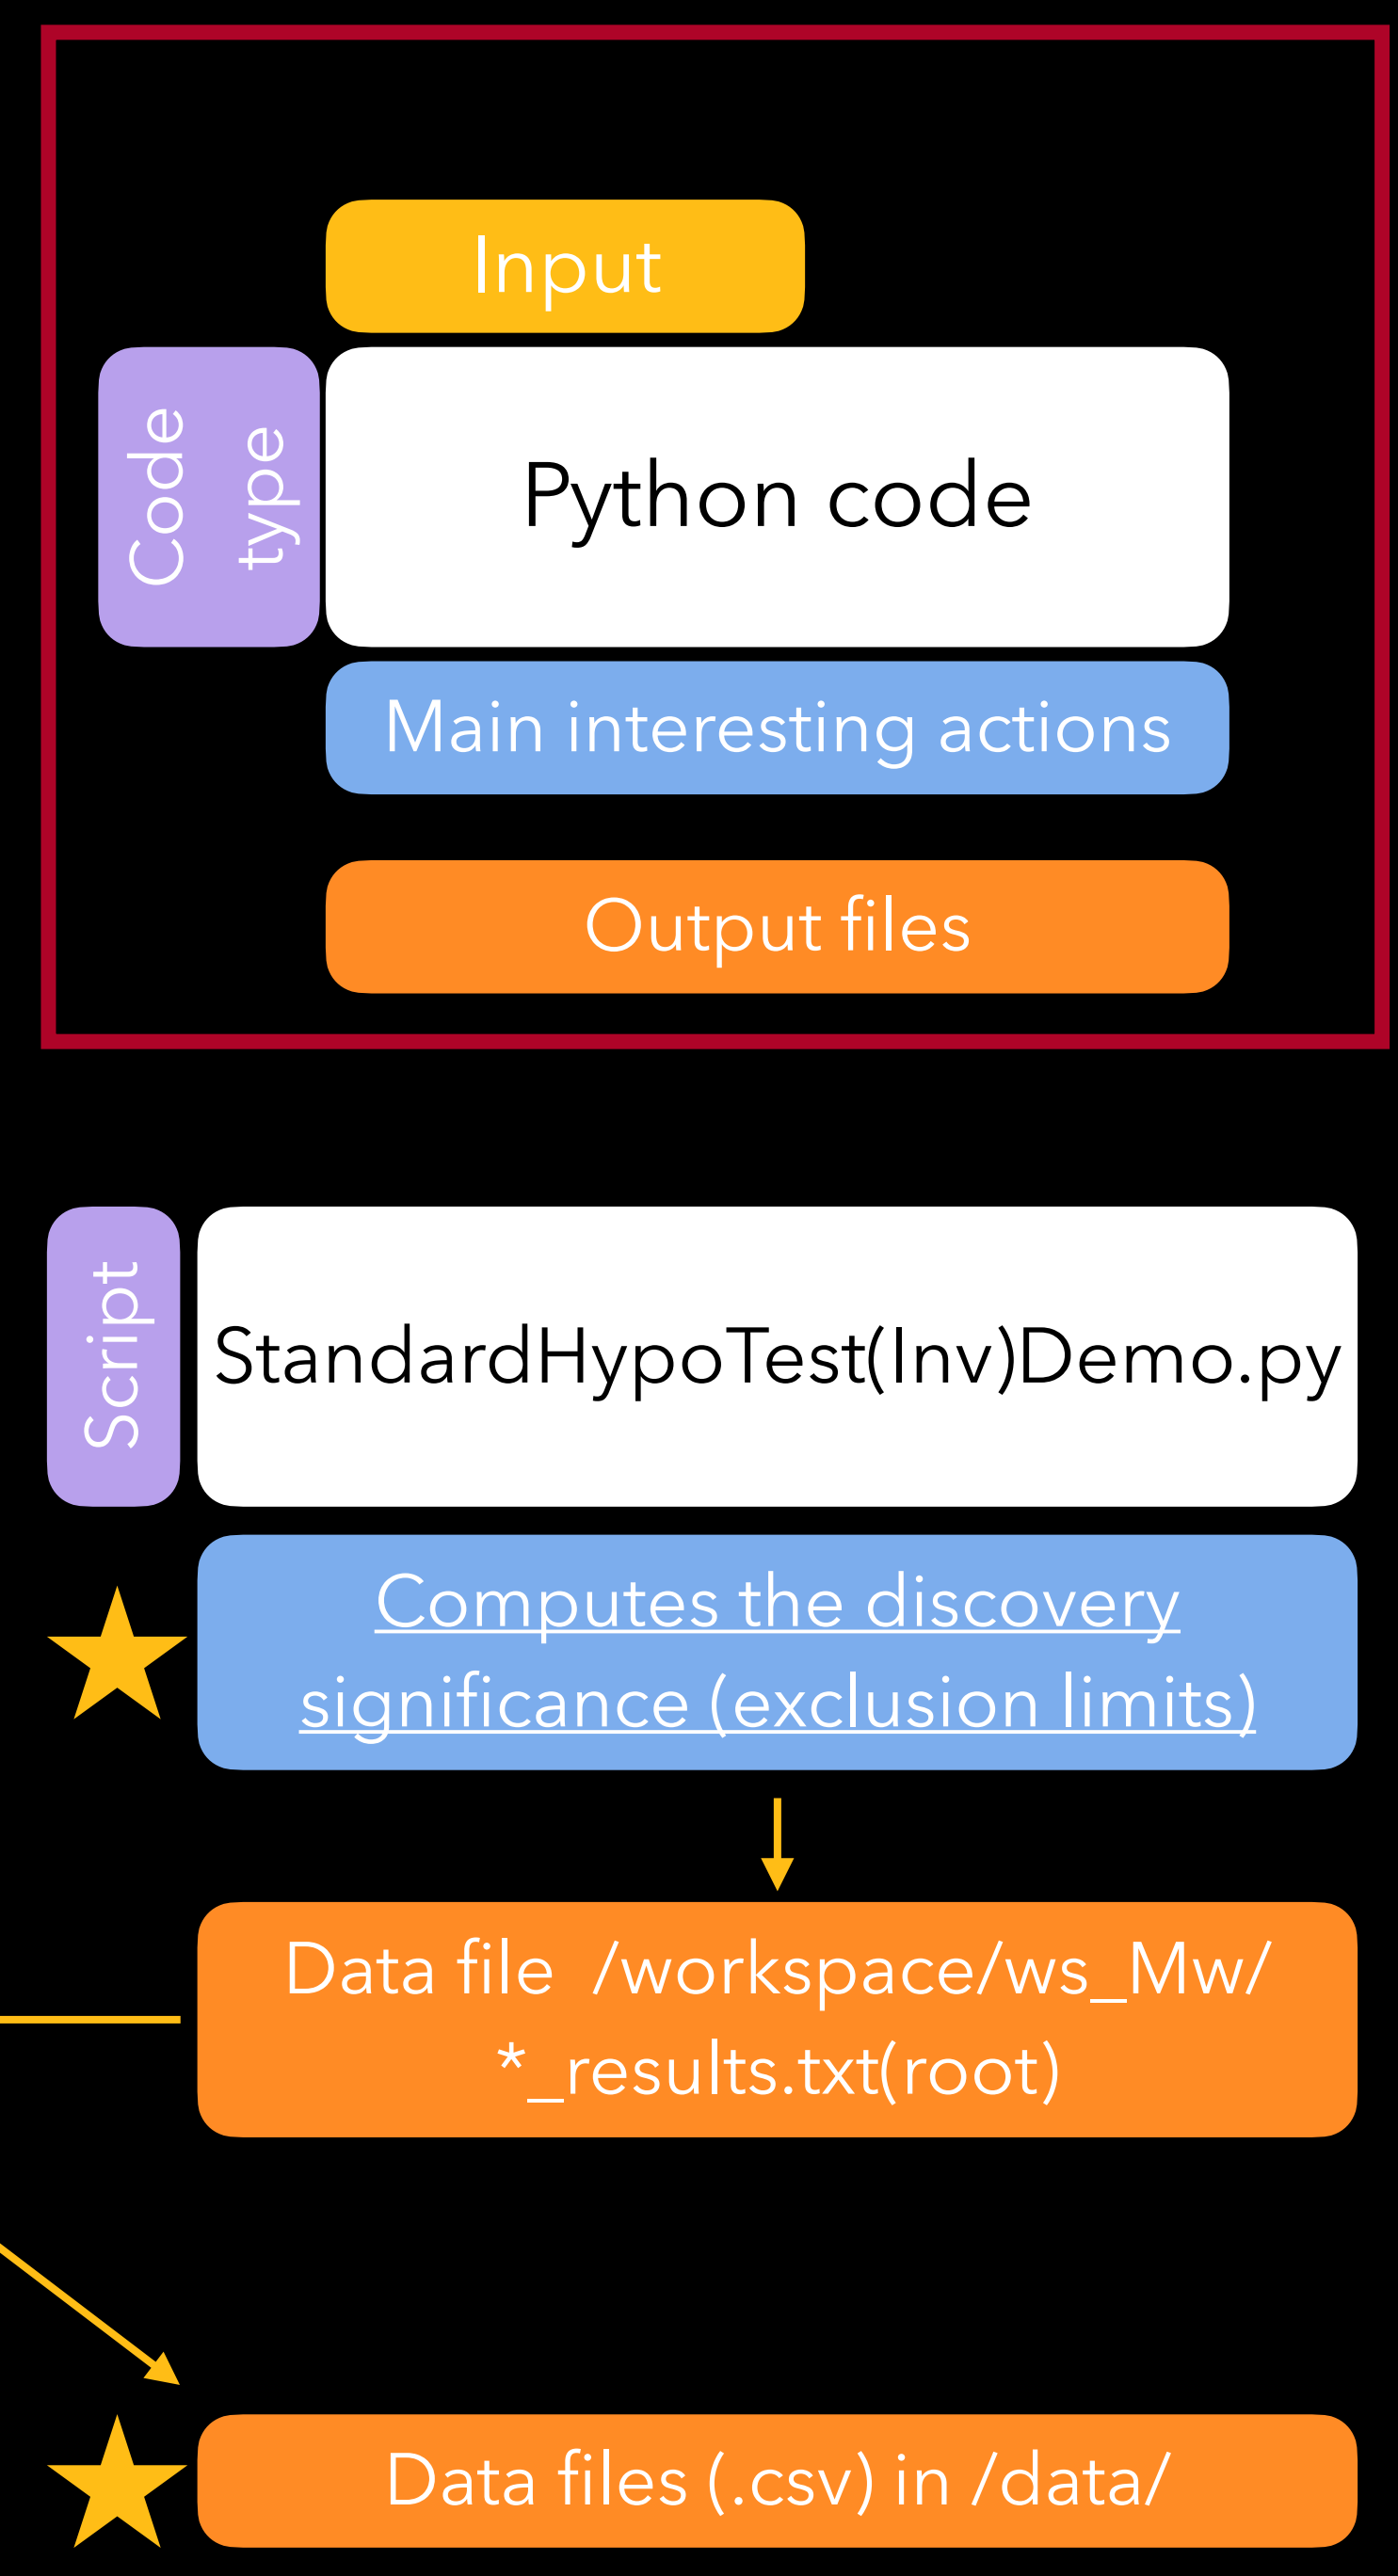 Input
Code
type
Python code
Main interesting actions
Output files
Script
StandardHypoTest(Inv)Demo.py
Computes the discovery
significance (exclusion limits)
Data file  /workspace/ws_Mw/
*_results.txt(root)
Data files (.csv) in /data/